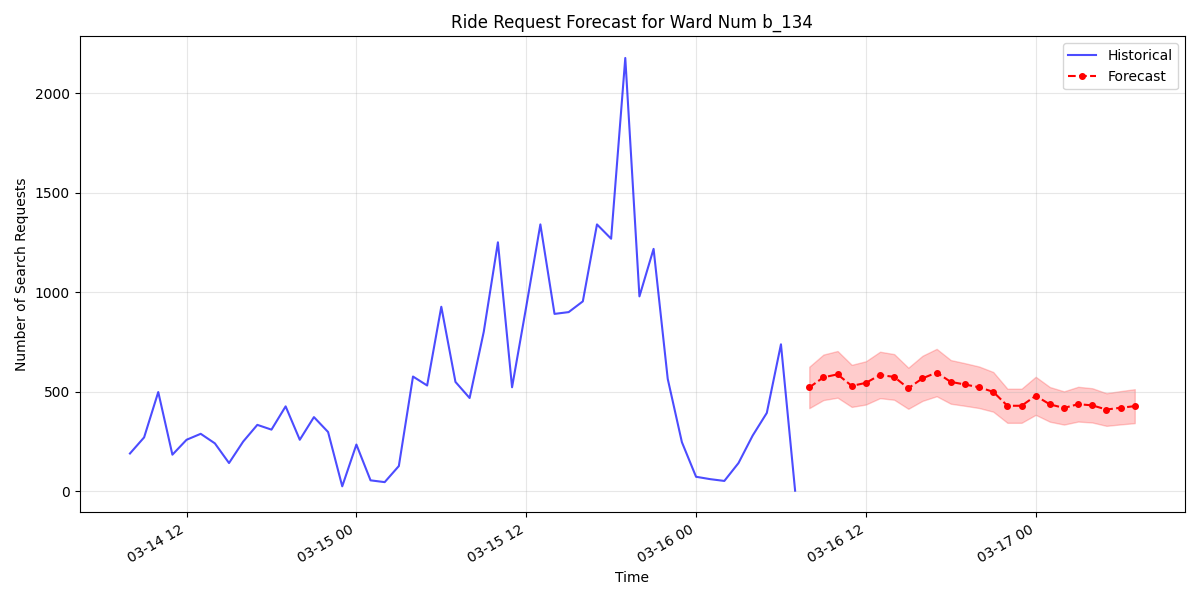 Ride Request Forecast for Ward Num b_134
Historical
Forecast
Number of Search Requests
2000
1500
1000
500
0
03-14 12
03-15 00
03-15 12
03-16 00
03-16 12
03-17 00
Time